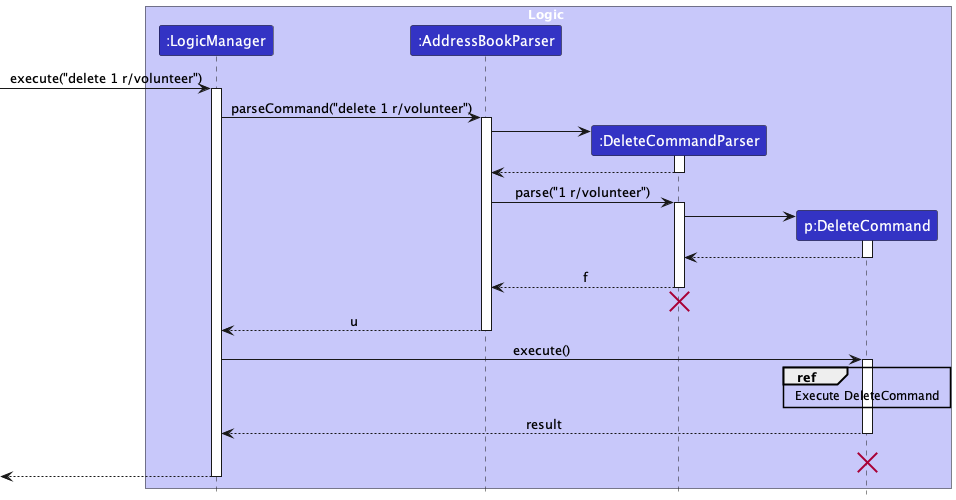 Logic
:LogicManager
:AddressBookParser
execute("delete 1 r/volunteer")
parseCommand("delete 1 r/volunteer")
:DeleteCommandParser
parse("1 r/volunteer")
p:DeleteCommand
f
u
execute()
ref
Execute DeleteCommand
result